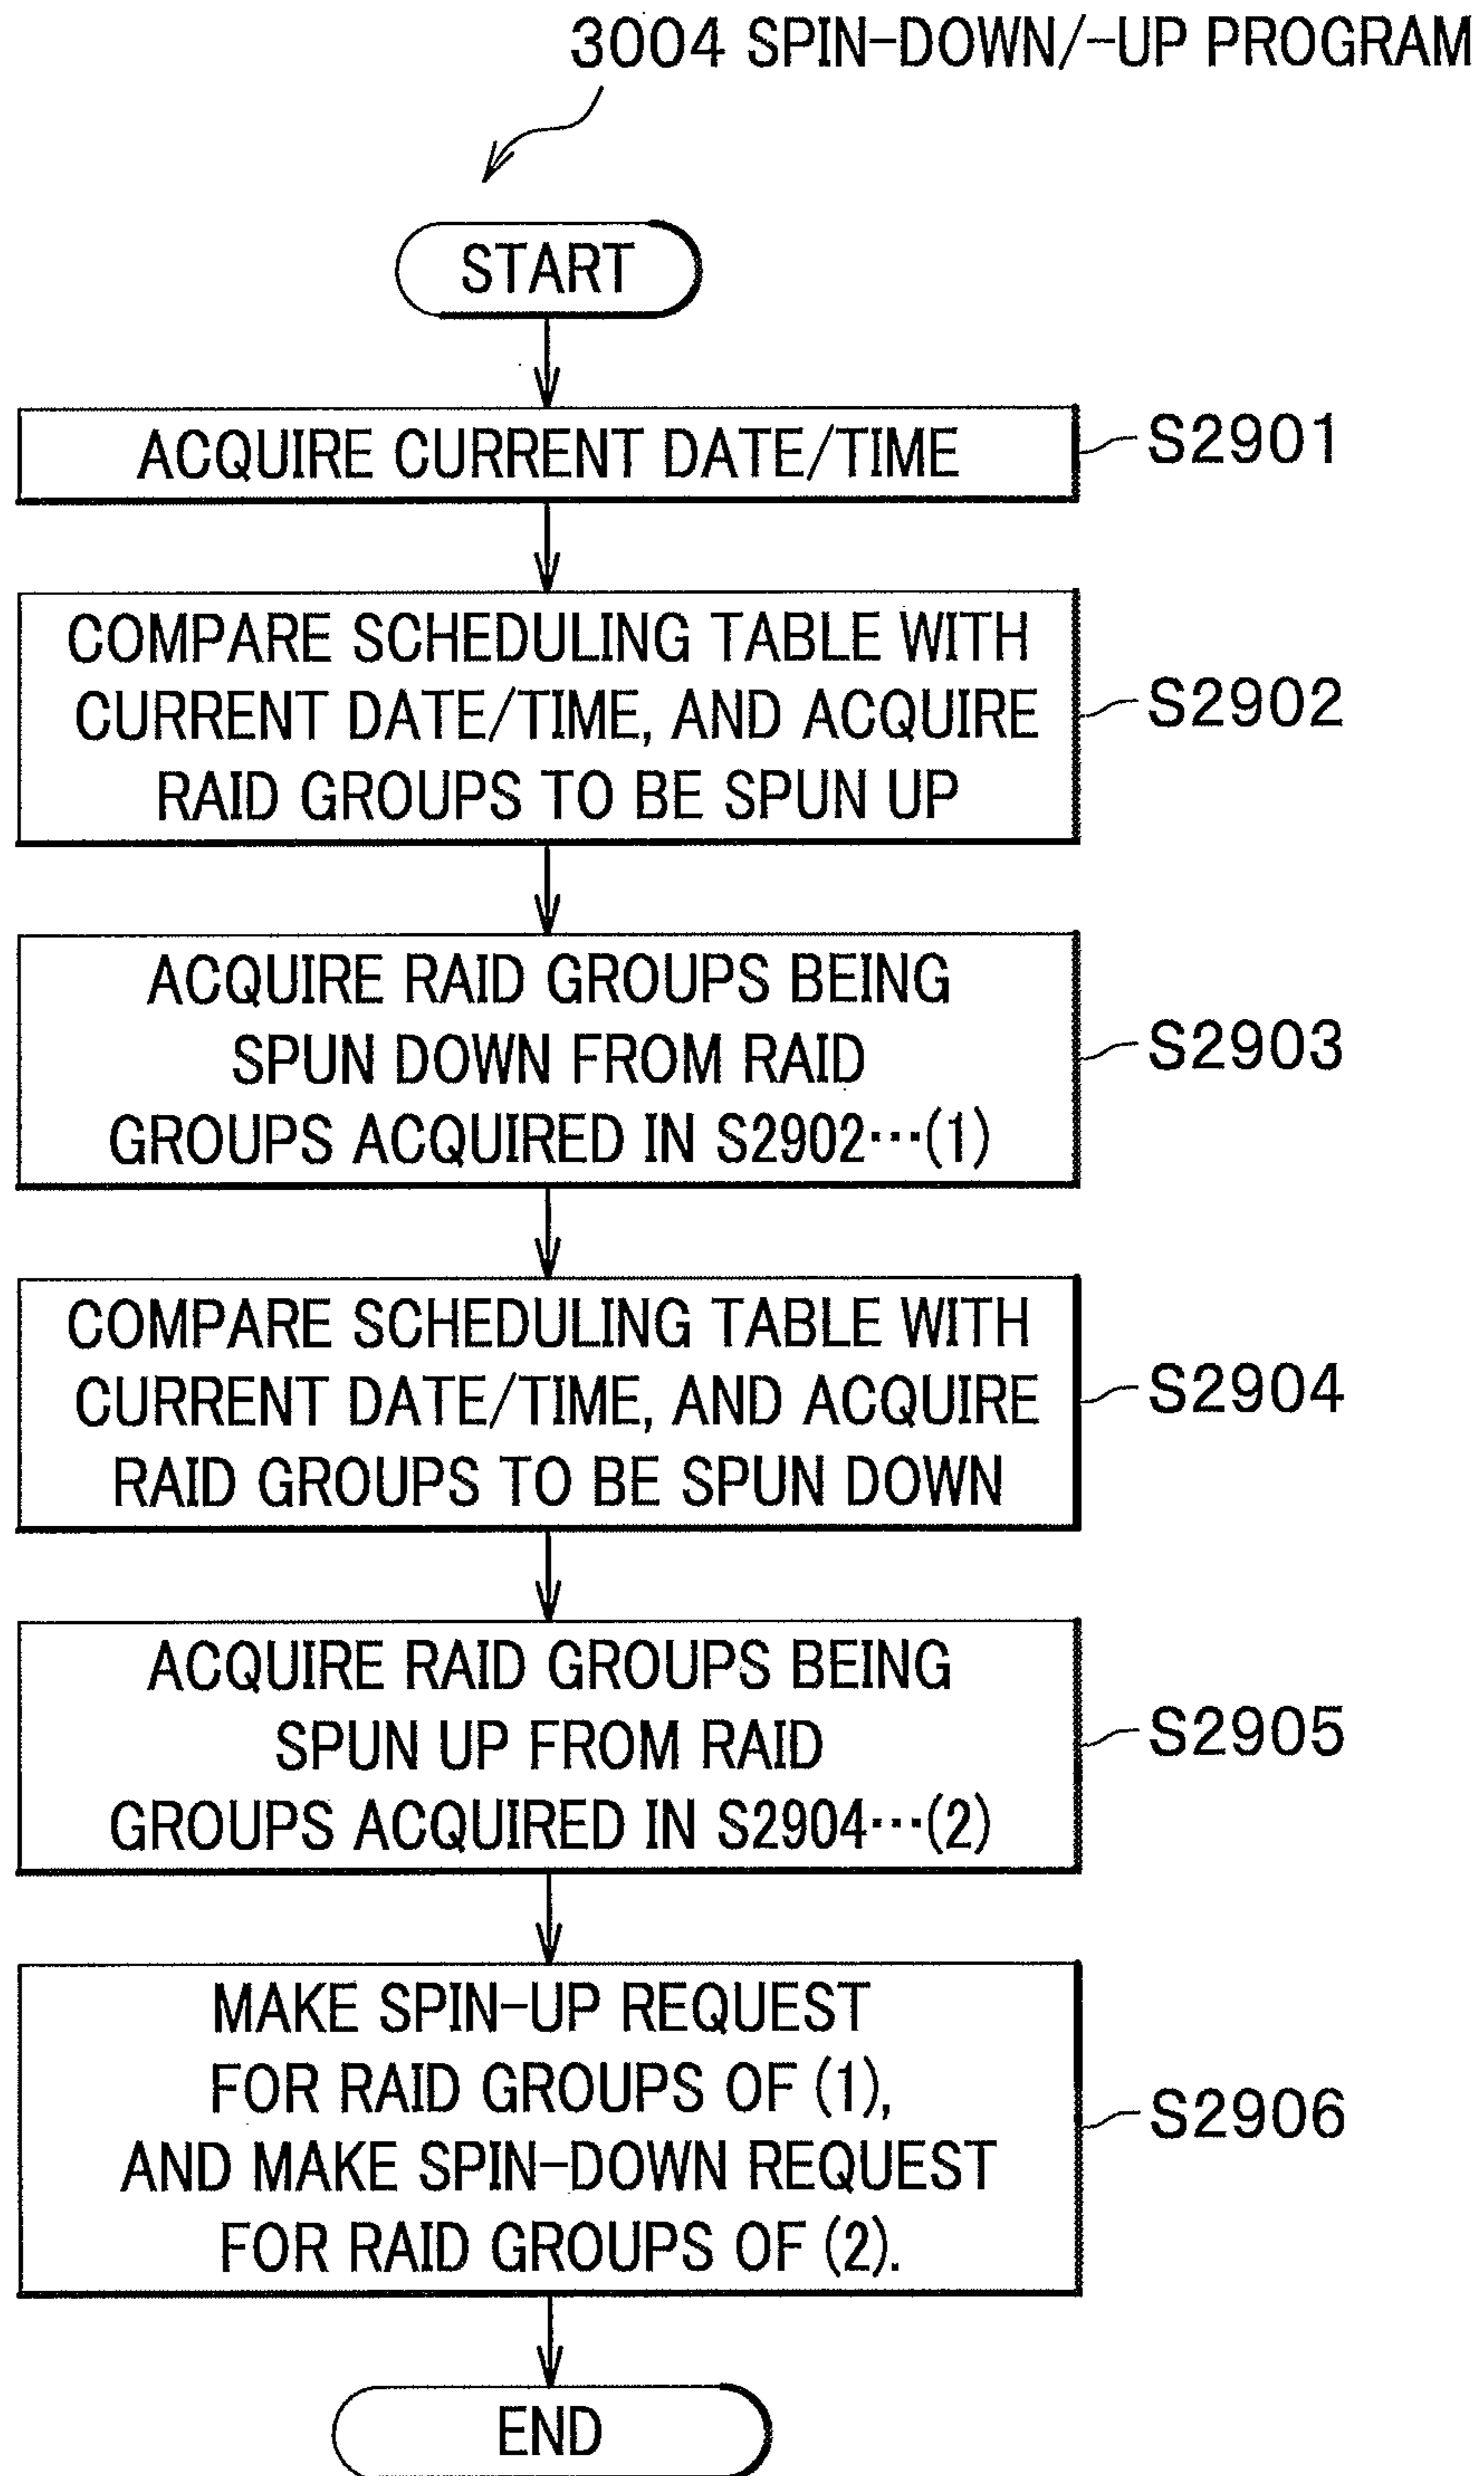 3004 SPIN-DOWN/-UP PROGRAM
START
ACQUIRE CURRENT DATE/TIME
S2901
COMPARE SCHEDULING TABLE WITH
CURRENT DATE/TIME, AND ACQUIRE
RAID GROUPS TO BE SPUN UP
S2902
ACQUIRE RAID GROUPS BEING
SPUN DOWN FROM RAID
GROUPS ACQUIRED IN S2902···(1)
S2903
COMPARE SCHEDULING TABLE WITH
CURRENT DATE/TIME, AND ACQUIRE
RAID GROUPS TO BE SPUN DOWN
S2904
ACQUIRE RAID GROUPS BEING
SPUN UP FROM RAID
GROUPS ACQUIRED IN S2904···(2)
S2905
MAKE SPIN-UP REQUEST
FOR RAID GROUPS OF (1),
AND MAKE SPIN-DOWN REQUEST
FOR RAID GROUPS OF (2).
S2906
END